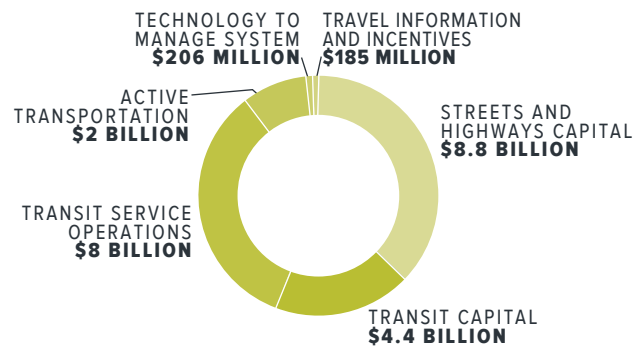 TECHNOLOGY TO
MANAGE SYSTEM
$206 MILLION
TRAVEL INFORMATION
AND INCENTIVES
$185 MILLION
ACTIVE
TRANSPORTATION
$2 BILLION
STREETS AND
HIGHWAYS CAPITAL
$8.8 BILLION
TRANSIT SERVICE
OPERATIONS
$8 BILLION
TRANSIT CAPITAL
$4.4 BILLION